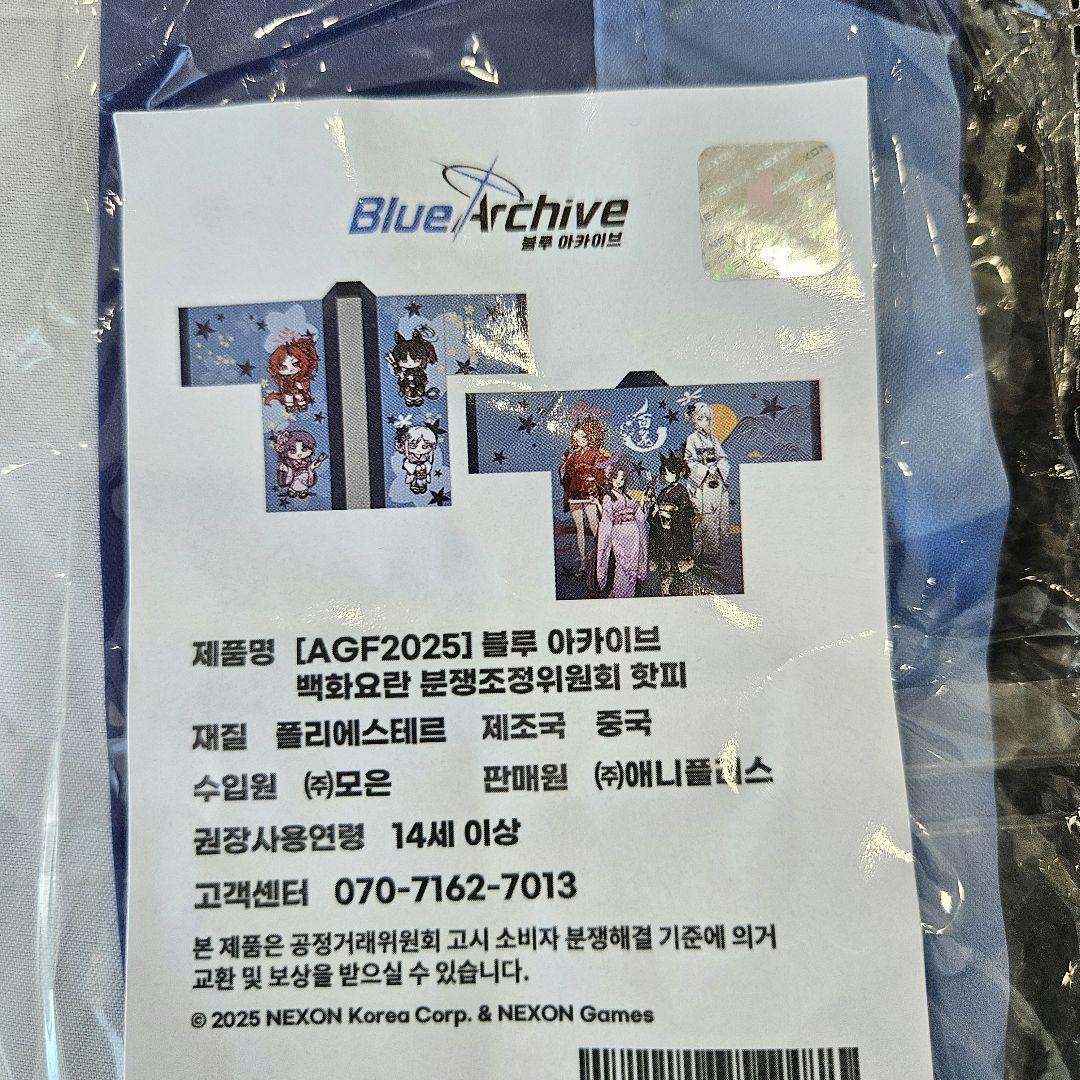 Blue Archive
블루 아카이브
NEXON
百花
제품명 [AGF2025] 블루 아카이브
백화요란 분쟁조정위원회 핫피
재질 폴리에스테르 제조국 중국
수입원 ㈜모은 판매원 ㈜애니플러스
권장사용연령 14세 이상
고객센터 070-7162-7013
본 제품은 공정거래위원회 고시 소비자 분쟁해결 기준에 의거
교환 및 보상을 받으실 수 있습니다.
© 2025 NEXON Korea Corp. & NEXON Games